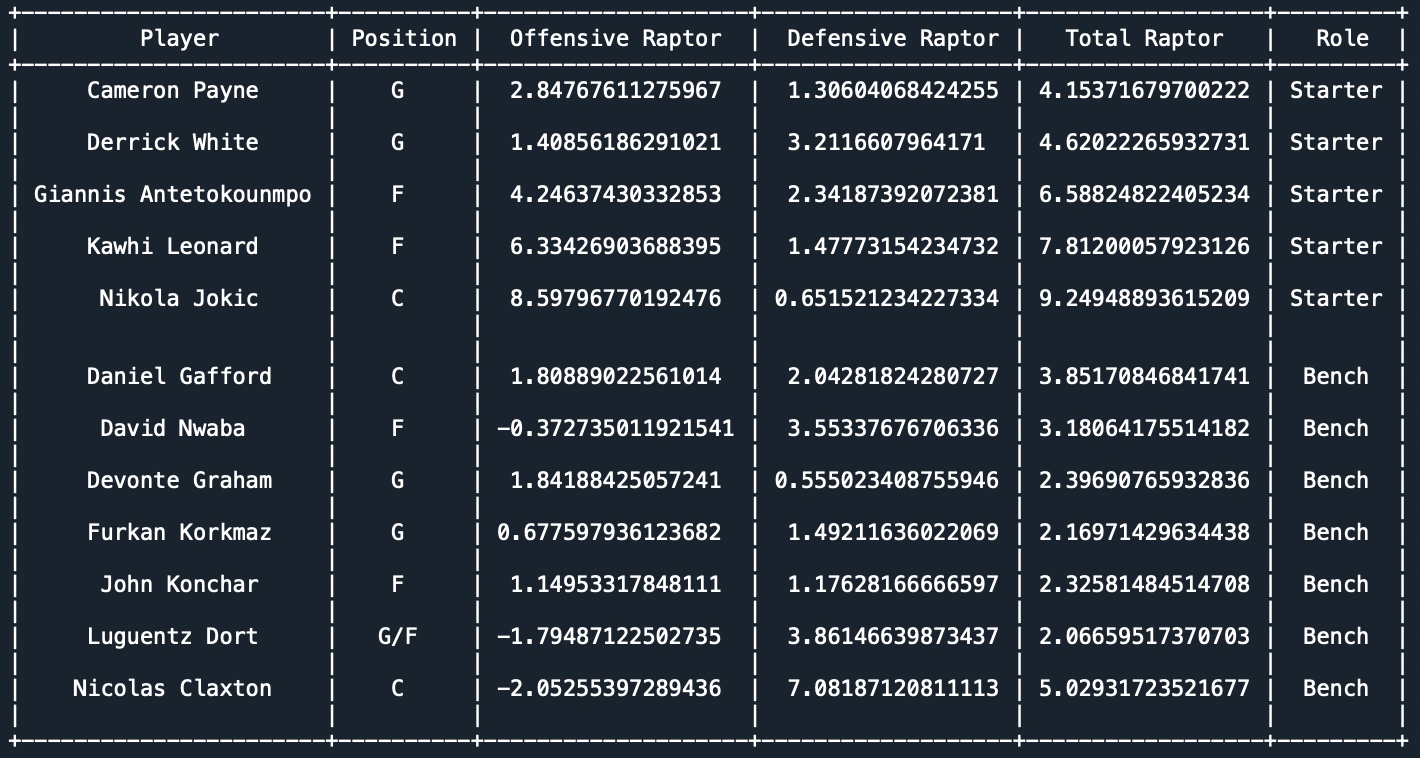 Player | Position | Offensive Raptor | Defensive Raptor | Total Raptor | Role
Cameron Payne | G | 2.84767611275967 | 1.30604068424255 | 4.15371679700222 | Starter
Derrick White | G | 1.40856186291021 | 3.2116607964171 | 4.62022265932731 | Starter
Giannis Antetokounmpo | F | 4.24637430332853 | 2.34187392072381 | 6.58824822405234 | Starter
Kawhi Leonard | F | 6.33426903688395 | 1.47773154234732 | 7.81200057923126 | Starter
Nikola Jokic | C | 8.59796770192476 | 0.651521234227334 | 9.24948893615209 | Starter
Daniel Gafford | C | 1.80889022561014 | 2.04281824280727 | 3.85170846841741 | Bench
David Nwaba | F | -0.372735011921541 | 3.55337676706336 | 3.18064175514182 | Bench
Devonte Graham | G | 1.84188425057241 | 0.555023408755946 | 2.39690765932836 | Bench
Furkan Korkmaz | G | 0.677597936123682 | 1.49211636022069 | 2.16971429634438 | Bench
John Konchar | F | 1.14953317848111 | 1.17628166666597 | 2.32581484514708 | Bench
Luguentz Dort | G/F | -1.79487122502735 | 3.86146639873437 | 2.06659517370703 | Bench
Nicolas Claxton | C | -2.05255397289436 | 7.08187120811113 | 5.02931723521677 | Bench